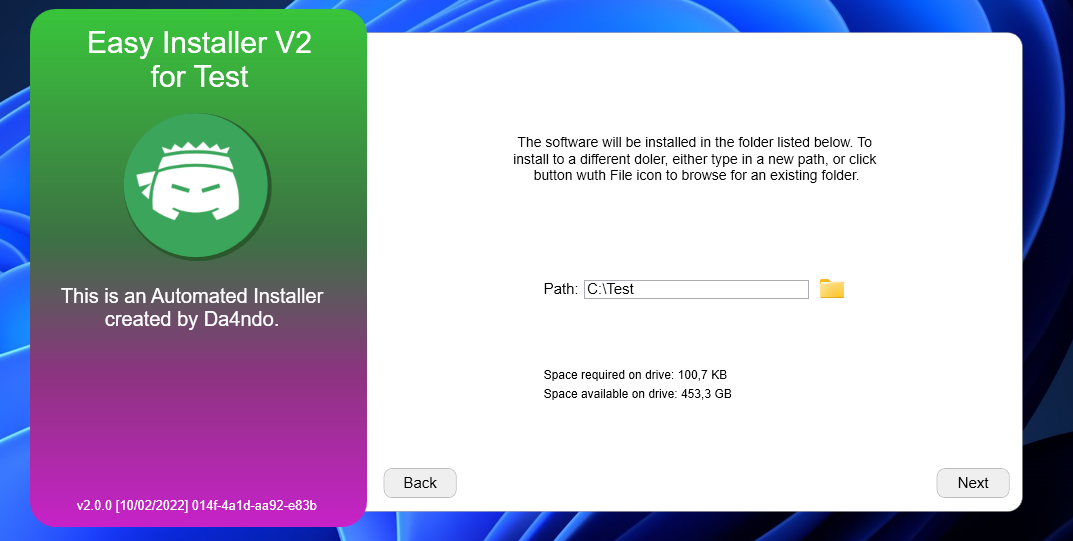 Easy Installer V2
for Test
This is an Automated Installer
created by Da4ndo.
v2.0.0 [10/02/2022] 014f-4a1d-aa92-e83b
The software will be installed in the folder listed below. To
install to a different doler, either type in a new path, or click
button wuth File icon to browse for an existing folder.
Path: C:\Test
Space required on drive: 100,7 KB
Space available on drive: 453,3 GB
Back
Next